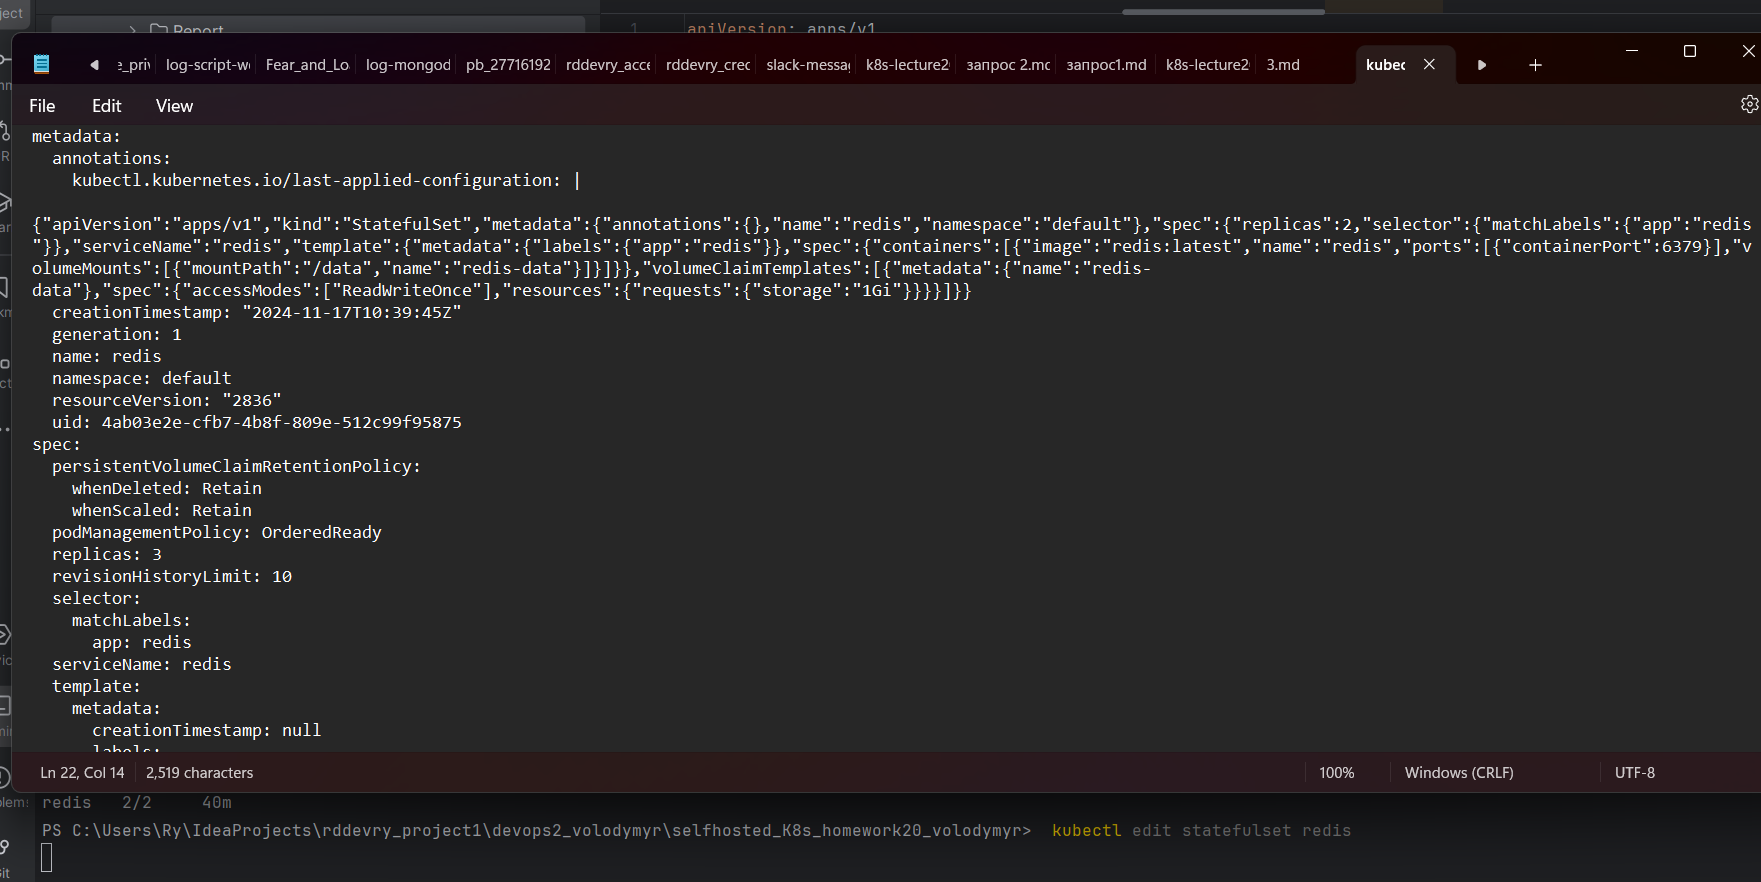 ject
Report
1 apiVersion: apps/v1
e_priv log-script-w Fear_and_Lo log-mongod pb_27716192 rddevry_acce rddevry_crec slack-messag k8s-lecture2 запрос 2.mc запрос1.md k8s-lecture2 3.md kubec
File Edit View
metadata:
  annotations:
    kubectl.kubernetes.io/last-applied-configuration: |
{"apiVersion":"apps/v1","kind":"StatefulSet","metadata":{"annotations":{},"name":"redis","namespace":"default"},"spec":{"replicas":2,"selector":{"matchLabels":{"app":"redis
"}},"serviceName":"redis","template":{"metadata":{"labels":{"app":"redis"}},"spec":{"containers":[{"image":"redis:latest","name":"redis","ports":[{"containerPort":6379}],"v
olumeMounts":[{"mountPath":"/data","name":"redis-data"}]}]}},"volumeClaimTemplates":[{"metadata":{"name":"redis-
data"},"spec":{"accessModes":["ReadWriteOnce"],"resources":{"requests":{"storage":"1Gi"}}}}]}}
  creationTimestamp: "2024-11-17T10:39:45Z"
  generation: 1
  name: redis
  namespace: default
  resourceVersion: "2836"
  uid: 4ab03e2e-cfb7-4b8f-809e-512c99f95875
spec:
  persistentVolumeClaimRetentionPolicy:
    whenDeleted: Retain
    whenScaled: Retain
  podManagementPolicy: OrderedReady
  replicas: 3
  revisionHistoryLimit: 10
  selector:
    matchLabels:
      app: redis
  serviceName: redis
  template:
    metadata:
      creationTimestamp: null
      labels:
Ln 22, Col 14 2,519 characters 100% Windows (CRLF) UTF-8
redis 2/2 40m
PS C:\Users\Ry\IdeaProjects\rddevry_project1\devops2_volodymyr\selfhosted_K8s_homework20_volodymyr> kubectl edit statefulset redis